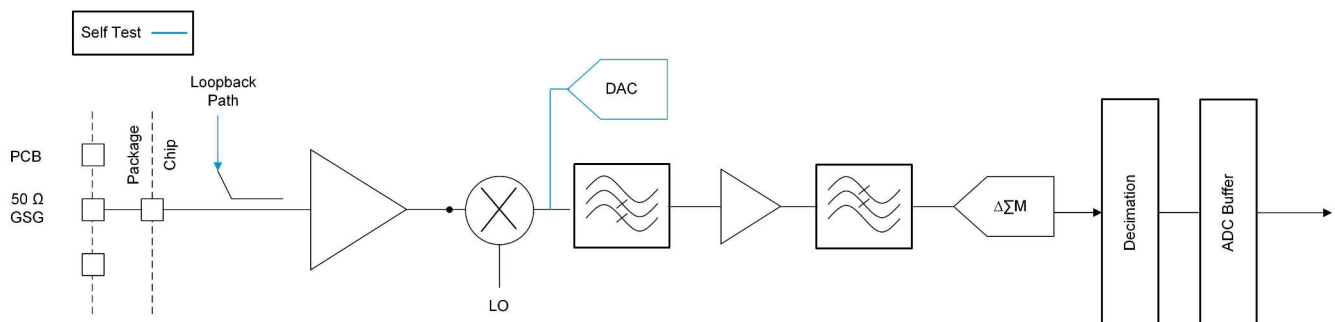 Self Test
Loopback
Path
DAC
PCB
50 Ω
GSG
Package
Chip
LO
ΔΣM
Decimation
ADC Buffer